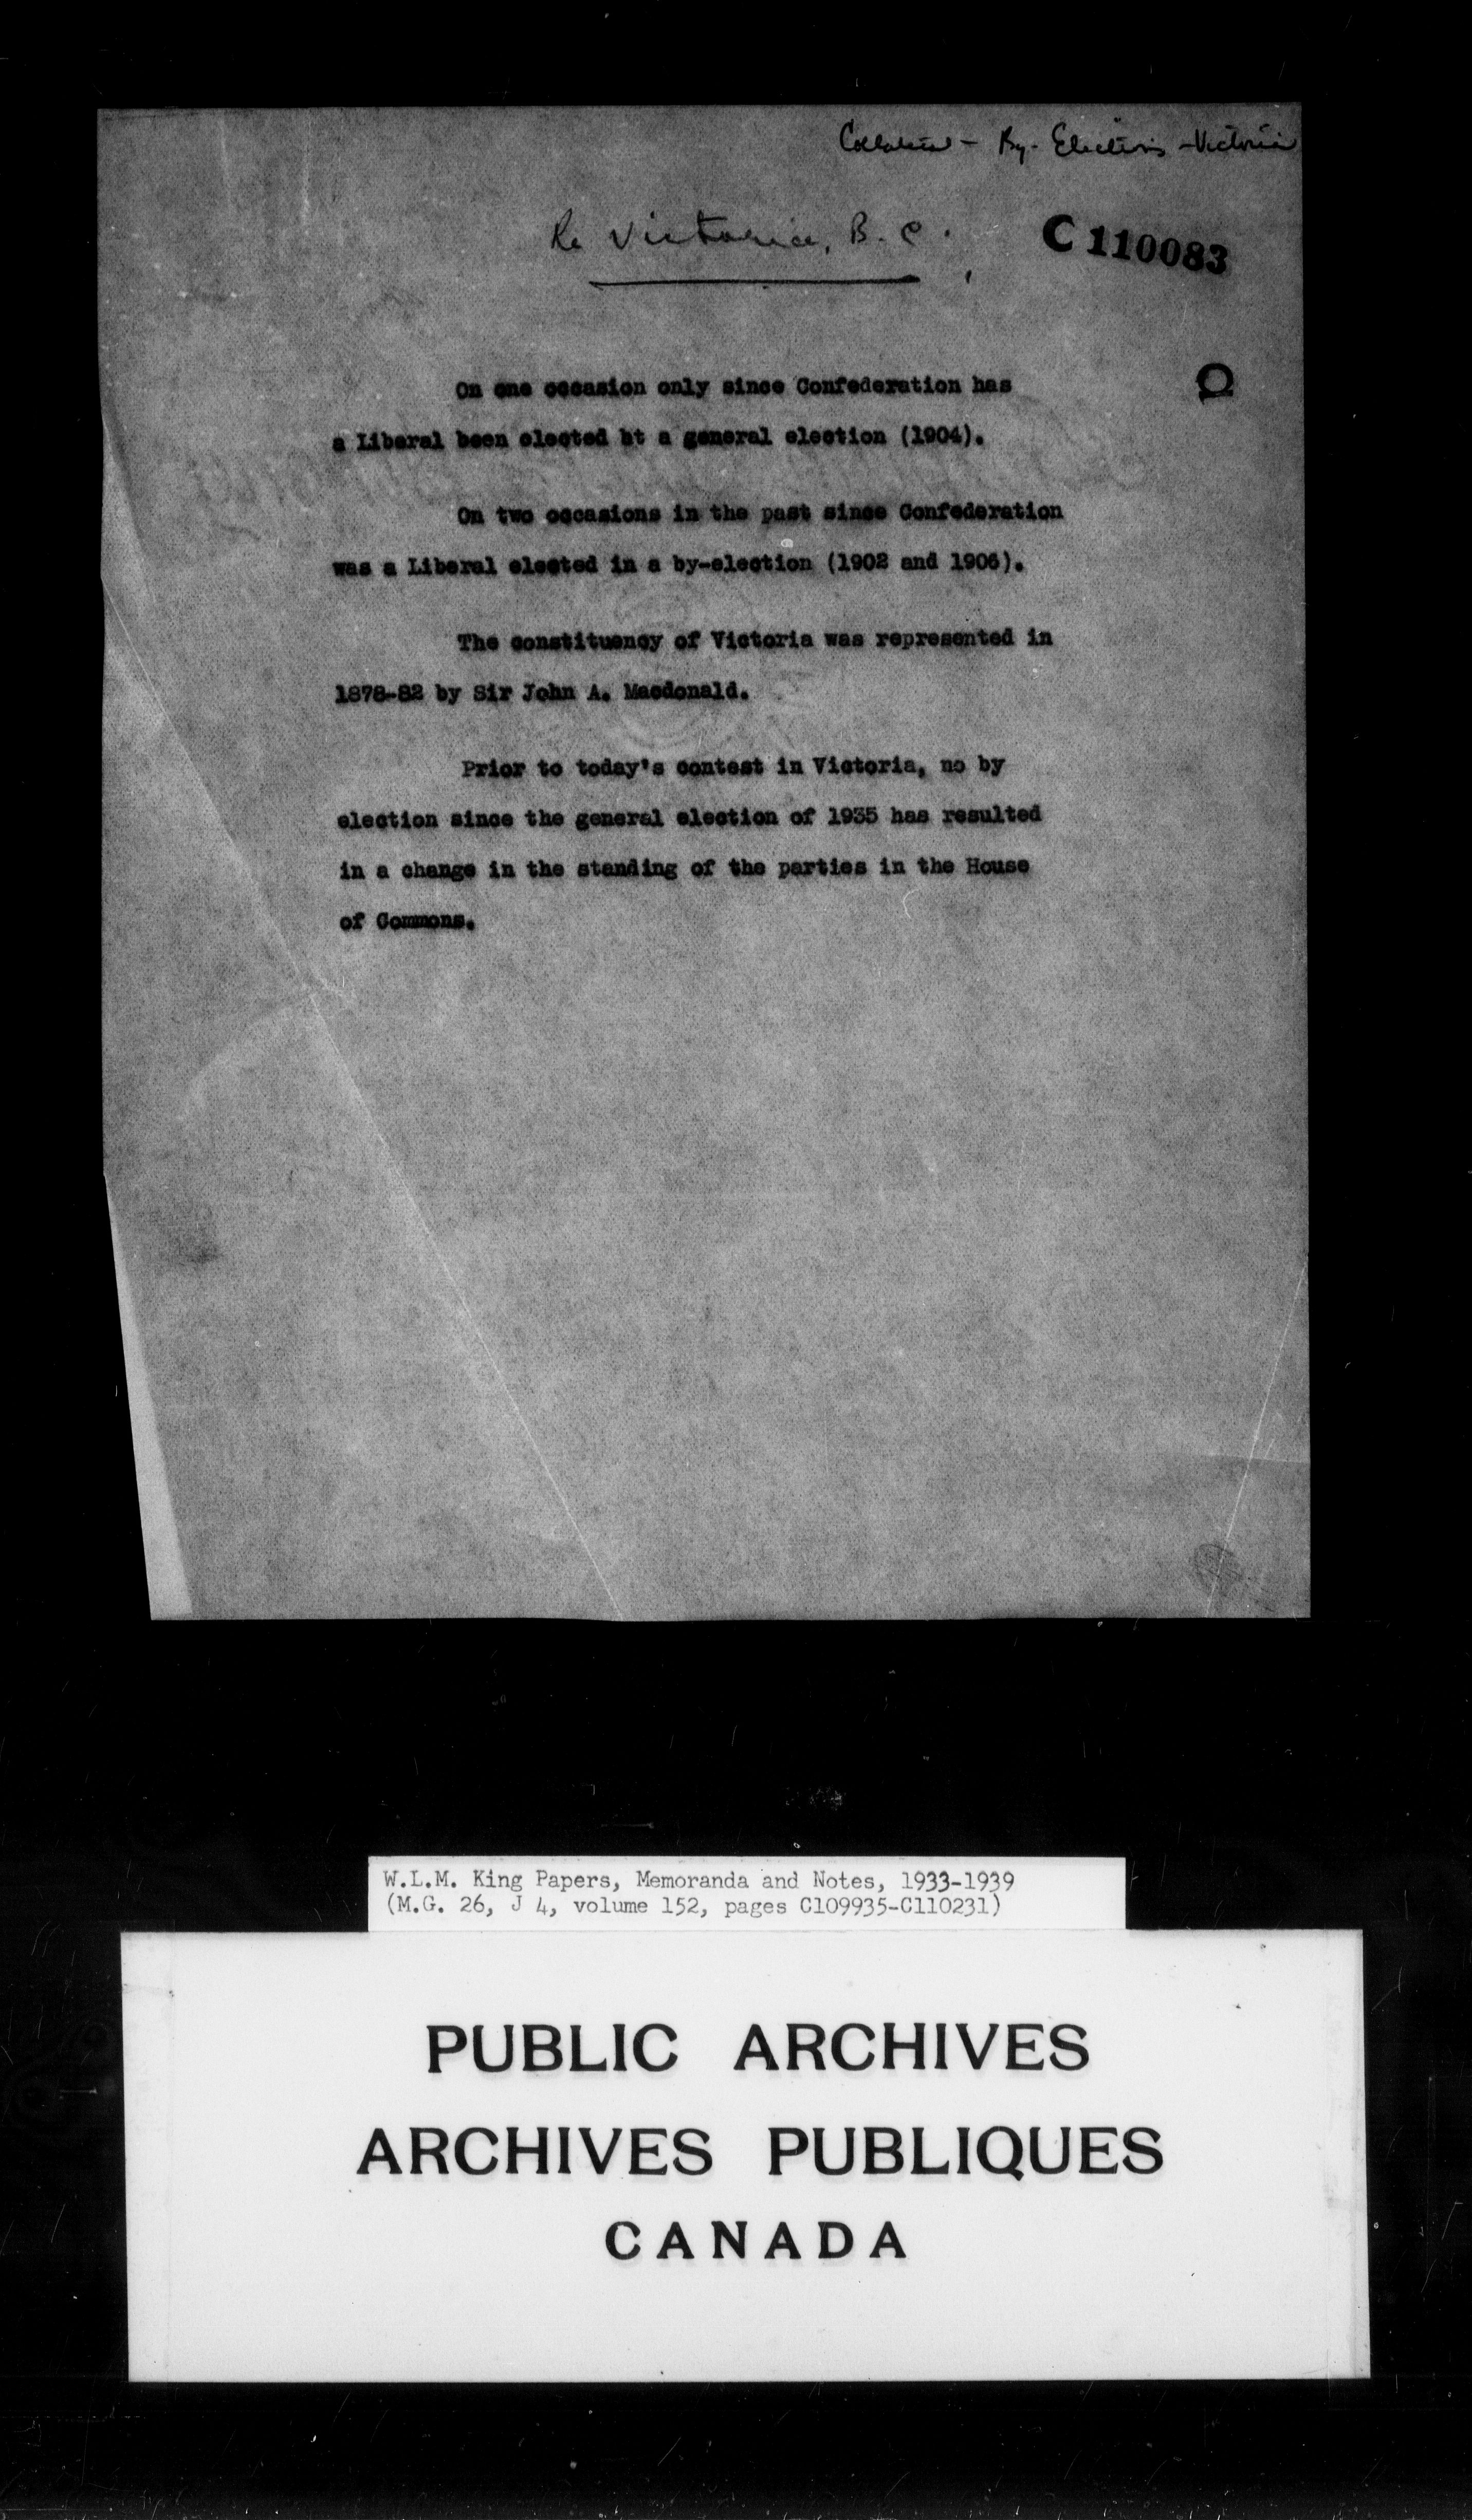 By-Elections - Victoria
Re Victoria, B.C.
C 110083
On one occasion only since Confederation has
a Liberal been elected at a general election (1904).
On two occasions in the past since Confederation
was a Liberal elected in a by-election (1902 and 1906).
The constituency of Victoria was represented in
1878-82 by Sir John A. Macdonald.
Prior to today's contest in Victoria, no by
election since the general election of 1935 has resulted
in a change in the standing of the parties in the House
of Commons.
W.L.M. King Papers, Memoranda and Notes, 1933-1939
(M.G. 26, J 4, volume 152, pages C109935-C110231)
PUBLIC ARCHIVES
ARCHIVES PUBLIQUES
CANADA